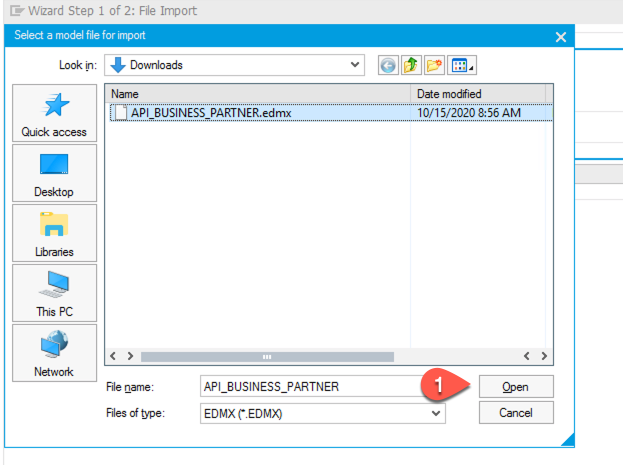 Wizard Step 1 of 2: File Import
Select a model file for import
Look in: Downloads
Name Date modified
API_BUSINESS_PARTNER.edmx 10/15/2020 8:56 AM
Quick access
Desktop
Libraries
This PC
Network
File name: API_BUSINESS_PARTNER 1 Open
Files of type: EDMX (*.EDMX) Cancel